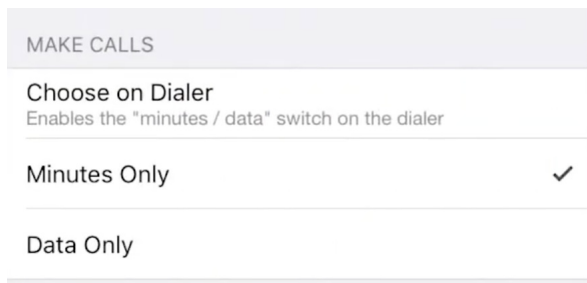 MAKE CALLS
Choose on Dialer
Enables the "minutes / data" switch on the dialer
Minutes Only
Data Only